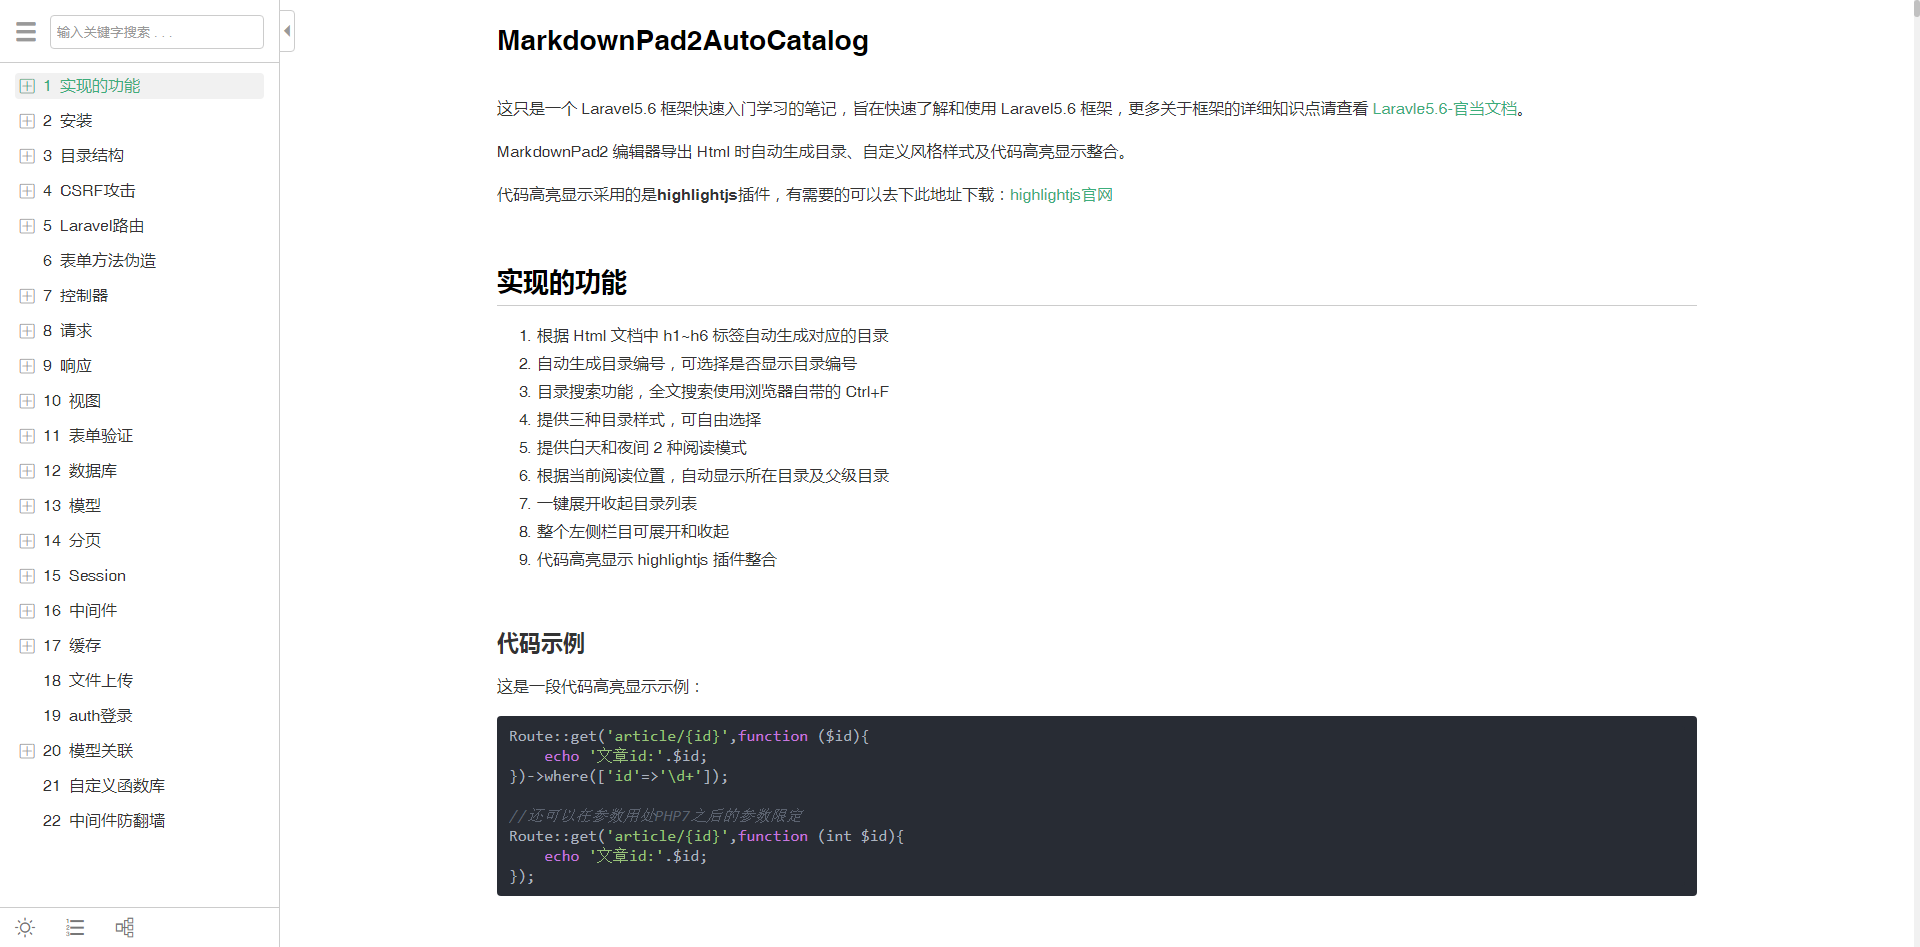 输入关键字搜索 . . .
1 实现的功能
2 安装
3 目录结构
4 CSRF攻击
5 Laravel路由
6 表单方法伪造
7 控制器
8 请求
9 响应
10 视图
11 表单验证
12 数据库
13 模型
14 分页
15 Session
16 中间件
17 缓存
18 文件上传
19 auth登录
20 模型关联
21 自定义函数库
22 中间件防翻墙
MarkdownPad2AutoCatalog
这只是一个 Laravel5.6 框架快速入门学习的笔记，旨在快速了解和使用 Laravel5.6 框架，更多关于框架的详细知识点请查看 Laravle5.6-官当文档。
MarkdownPad2 编辑器导出 Html 时自动生成目录、自定义风格样式及代码高亮显示整合。
代码高亮显示采用的是highlightjs插件，有需要的可以去下此地址下载：highlightjs官网
实现的功能
1. 根据 Html 文档中 h1~h6 标签自动生成对应的目录
2. 自动生成目录编号，可选择是否显示目录编号
3. 目录搜索功能，全文搜索使用浏览器自带的 Ctrl+F
4. 提供三种目录样式，可自由选择
5. 提供白天和夜间 2 种阅读模式
6. 根据当前阅读位置，自动显示所在目录及父级目录
7. 一键展开收起目录列表
8. 整个左侧栏目可展开和收起
9. 代码高亮显示 highlightjs 插件整合
代码示例
这是一段代码高亮显示示例：
Route::get('article/{id}',function ($id){
    echo '文章id:'.$id;
})->where(['id'=>'\d+']);
//还可以在参数用处PHP7之后的参数限定
Route::get('article/{id}',function (int $id){
    echo '文章id:'.$id;
});